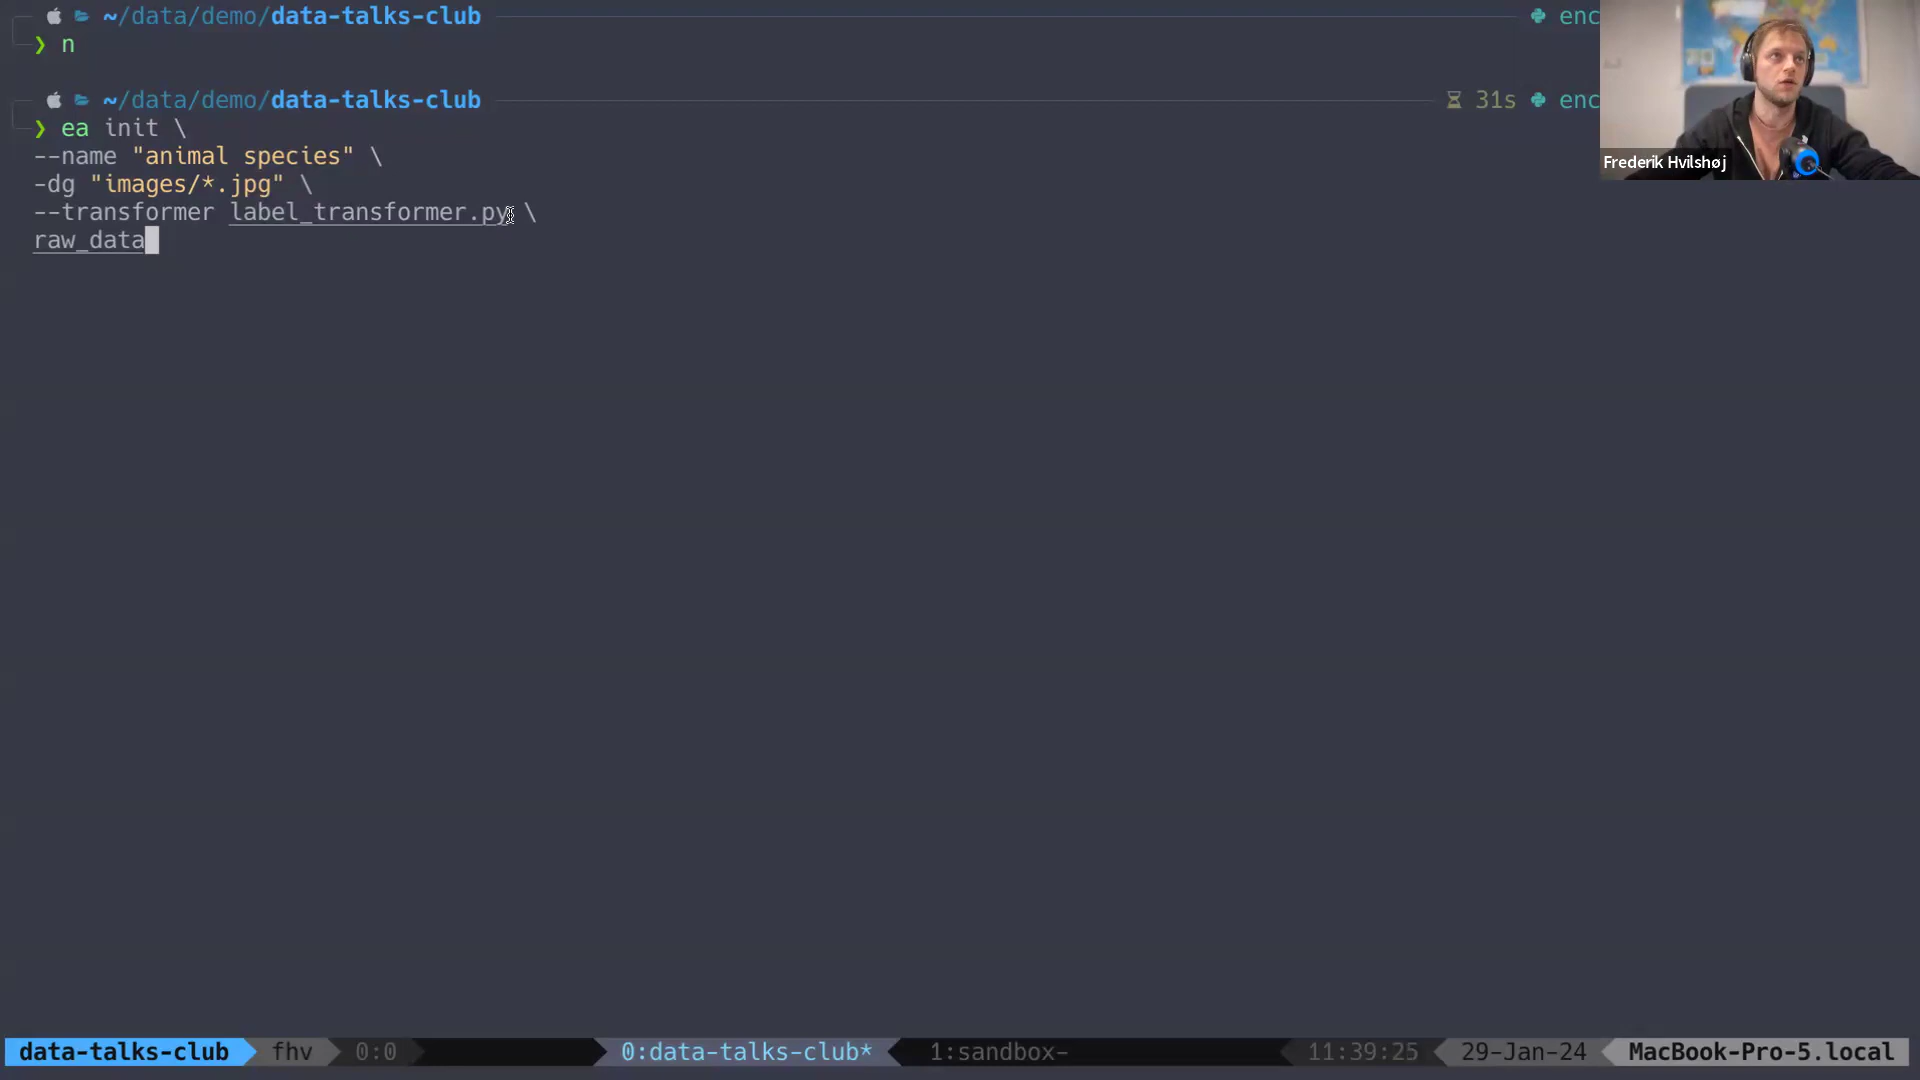 ~/data/demo/data-talks-club enc
❯ n
~/data/demo/data-talks-club 31s enc
❯ ea init \
--name "animal species" \
-dg "images/*.jpg" \
--transformer label_transformer.py \
raw_data
Frederik Hvilshøj
data-talks-club fhv 0:0 0:data-talks-club* 1:sandbox- 11:39:25 29-Jan-24 MacBook-Pro-5.local